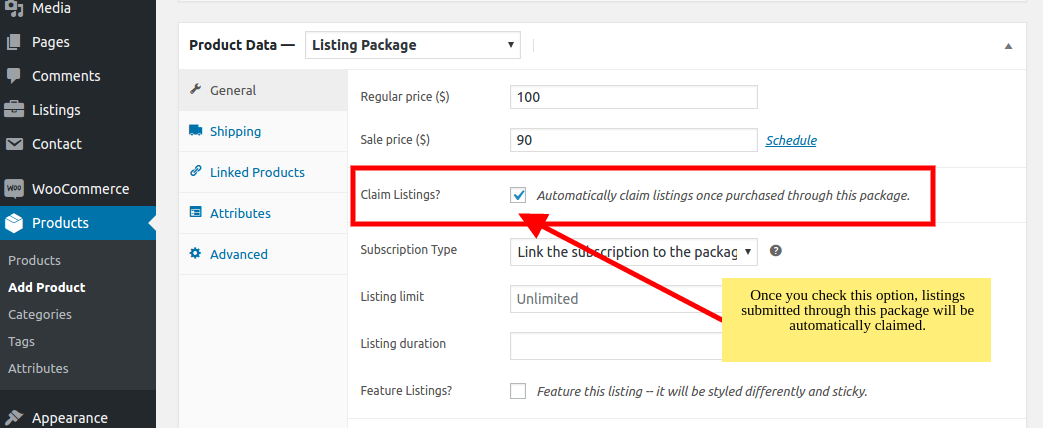 Media
Pages
Comments
Listings
Contact
WOO
WooCommerce
Products
Products
Add Product
Categories
Tags
Attributes
Appearance
Product Data — Listing Package
General
Shipping
Linked Products
Attributes
Advanced
Regular price ($) 100
Sale price ($) 90 Schedule
Claim Listings? Automatically claim listings once purchased through this package.
Subscription Type Link the subscription to the packag ?
Listing limit Unlimited
Listing duration
Feature Listings? Feature this listing -- it will be styled differently and sticky.
Once you check this option, listings
submitted through this package will be
automatically claimed.